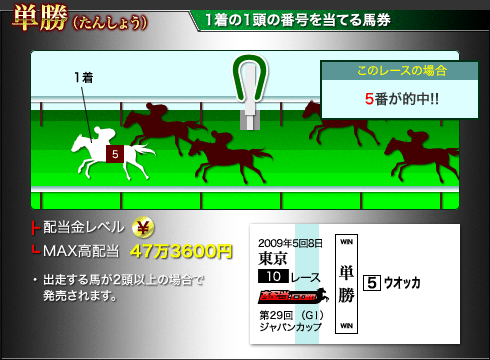 単勝(たんしょう)
1着の1頭の番号を当てる馬券
このレースの場合
5番が的中!!
1着
5
配当金レベル ¥
MAX高配当 47万3600円
・ 出走する馬が2頭以上の場合で
発売されます。
2009年5回8日
東京
10 レース
第29回 (GI)
ジャパンカップ
WIN
単勝
WIN
5 ウオッカ